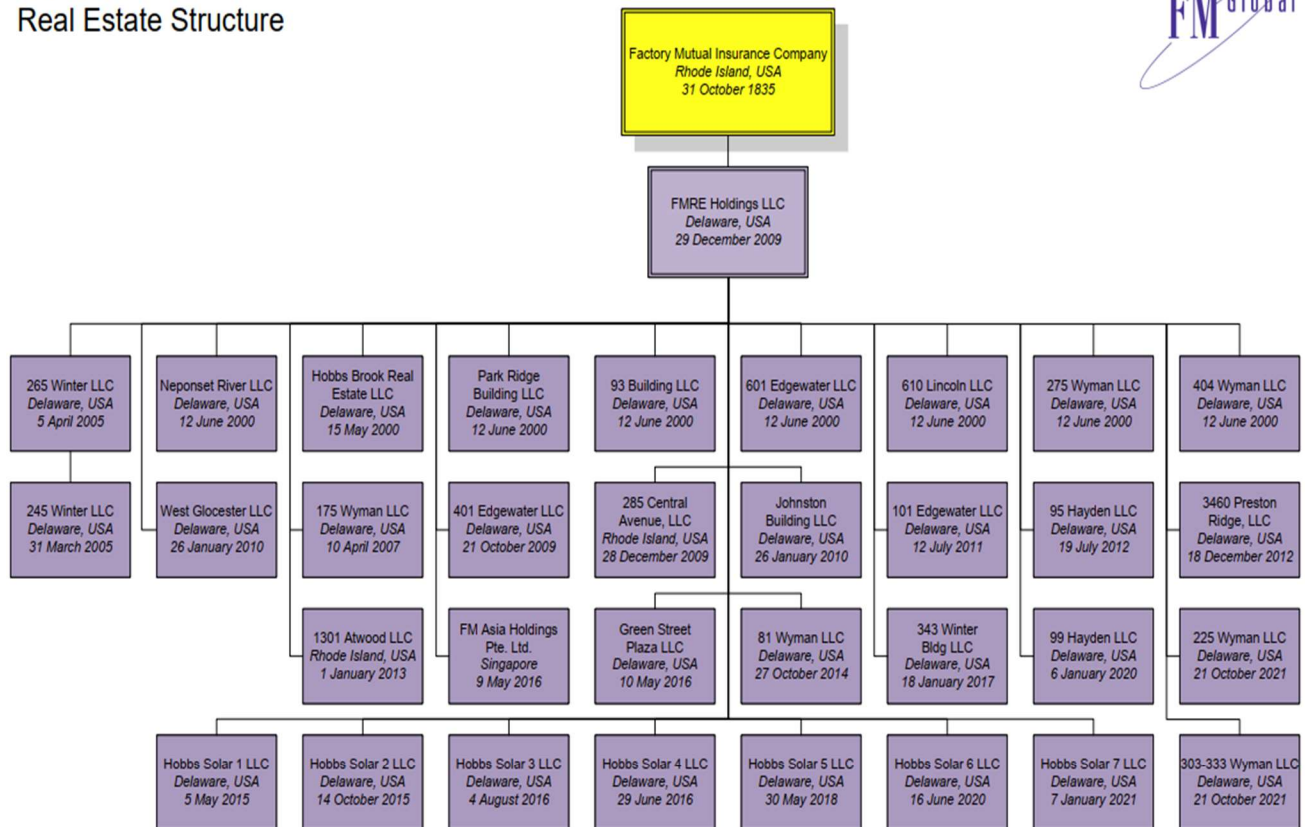 Real Estate Structure
FM Global
Factory Mutual Insurance Company
Rhode Island, USA
31 October 1835
FMRE Holdings LLC
Delaware, USA
29 December 2009
265 Winter LLC
Delaware, USA
5 April 2005
Neponset River LLC
Delaware, USA
12 June 2000
Hobbs Brook Real
Estate LLC
Delaware, USA
15 May 2000
Park Ridge
Building LLC
Delaware, USA
12 June 2000
93 Building LLC
Delaware, USA
12 June 2000
601 Edgewater LLC
Delaware, USA
12 June 2000
610 Lincoln LLC
Delaware, USA
12 June 2000
275 Wyman LLC
Delaware, USA
12 June 2000
404 Wyman LLC
Delaware, USA
12 June 2000
245 Winter LLC
Delaware, USA
31 March 2005
West Glocester LLC
Delaware, USA
26 January 2010
175 Wyman LLC
Delaware, USA
10 April 2007
401 Edgewater LLC
Delaware, USA
21 October 2009
285 Central
Avenue, LLC
Rhode Island, USA
28 December 2009
Johnston
Building LLC
Delaware, USA
26 January 2010
101 Edgewater LLC
Delaware, USA
12 July 2011
95 Hayden LLC
Delaware, USA
19 July 2012
3460 Preston
Ridge, LLC
Delaware, USA
18 December 2012
1301 Atwood LLC
Rhode Island, USA
1 January 2013
FM Asia Holdings
Pte. Ltd.
Singapore
9 May 2016
Green Street
Plaza LLC
Delaware, USA
10 May 2016
81 Wyman LLC
Delaware, USA
27 October 2014
343 Winter
Bldg LLC
Delaware, USA
18 January 2017
99 Hayden LLC
Delaware, USA
6 January 2020
225 Wyman LLC
Delaware, USA
21 October 2021
Hobbs Solar 1 LLC
Delaware, USA
5 May 2015
Hobbs Solar 2 LLC
Delaware, USA
14 October 2015
Hobbs Solar 3 LLC
Delaware, USA
4 August 2016
Hobbs Solar 4 LLC
Delaware, USA
29 June 2016
Hobbs Solar 5 LLC
Delaware, USA
30 May 2018
Hobbs Solar 6 LLC
Delaware, USA
16 June 2020
Hobbs Solar 7 LLC
Delaware, USA
7 January 2021
303-333 Wyman LLC
Delaware, USA
21 October 2021